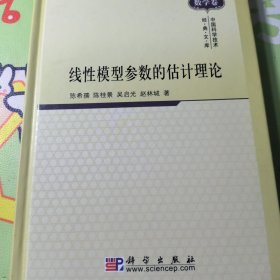 数学卷
中国科学技术
经·典·文·库
线性模型参数的估计理论
陈希孺 陈桂景 吴启光 赵林城 著
科学出版社
www.sciencep.com